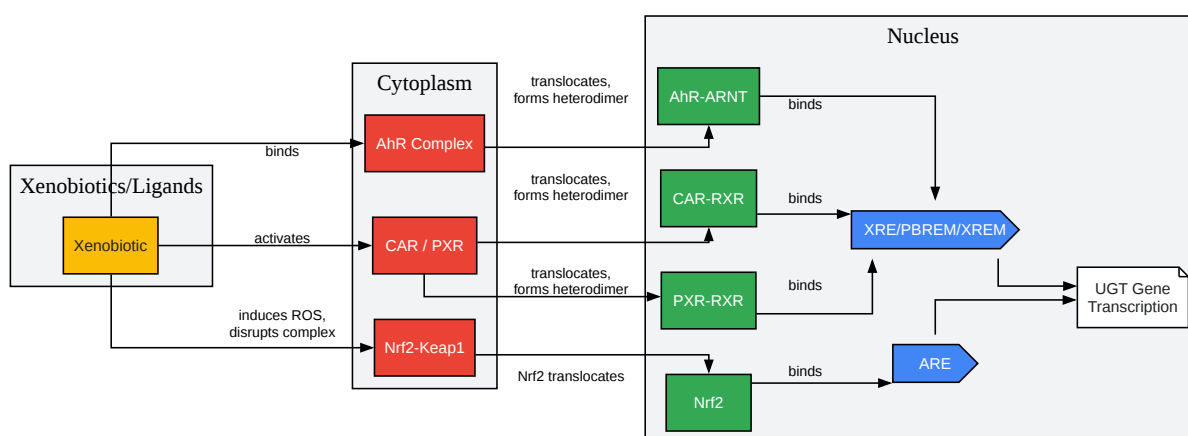 Nucleus
Cytoplasm
translocates,
forms heterodimer
AhR-ARNT
binds
AhR Complex
binds
Xenobiotics/Ligands
translocates,
forms heterodimer
CAR-RXR
binds
XRE/PBREM/XREM
Xenobiotic
activates
CAR / PXR
translocates,
forms heterodimer
PXR-RXR
binds
UGT Gene
Transcription
induces ROS,
disrupts complex
Nrf2-Keap1
Nrf2 translocates
Nrf2
binds
ARE